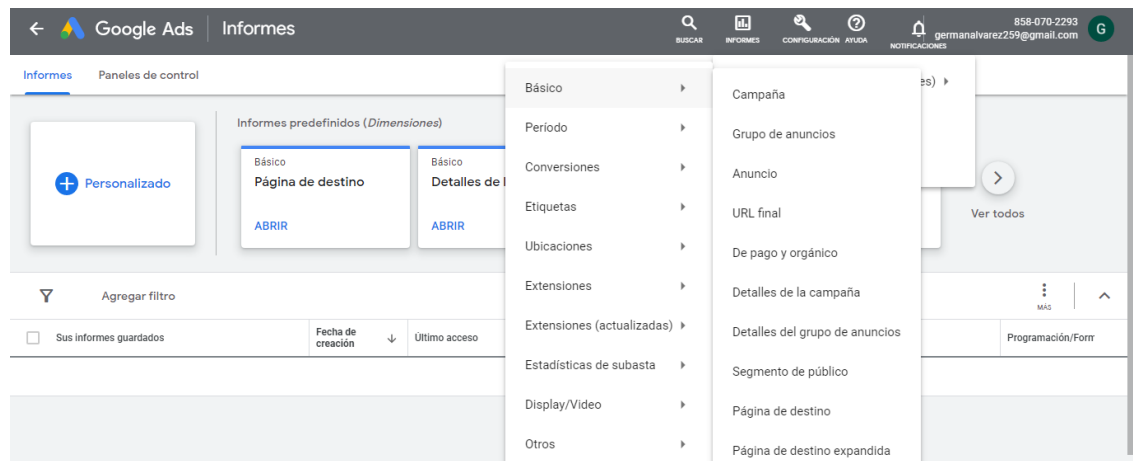 Google Ads
Informes
BUSCAR
INFORMES
CONFIGURACIÓN
AYUDA
NOTIFICACIONES
858-070-2293
germanalvarez259@gmail.com
G
Informes
Paneles de control
Personalizado
Informes predefinidos (Dimensiones)
Básico
Página de destino
ABRIR
Básico
Detalles de l
ABRIR
Ver todos
Agregar filtro
MÁS
Sus informes guardados
Fecha de
creación
Último acceso
Programación/Form
Básico
Período
Conversiones
Etiquetas
Ubicaciones
Extensiones
Extensiones (actualizadas)
Estadísticas de subasta
Display/Video
Otros
Campaña
Grupo de anuncios
Anuncio
URL final
De pago y orgánico
Detalles de la campaña
Detalles del grupo de anuncios
Segmento de público
Página de destino
Página de destino expandida
es)